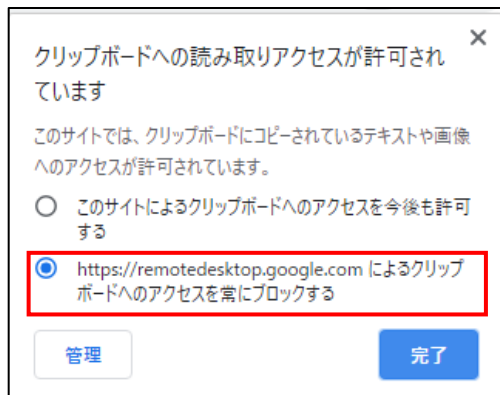 クリップボードへの読み取りアクセスが許可され
ています
このサイトでは、クリップボードにコピーされているテキストや画像
へのアクセスが許可されています。
このサイトによるクリップボードへのアクセスを今後も許可
する
https://remotedesktop.google.com によるクリップ
ボードへのアクセスを常にブロックする
管理
完了